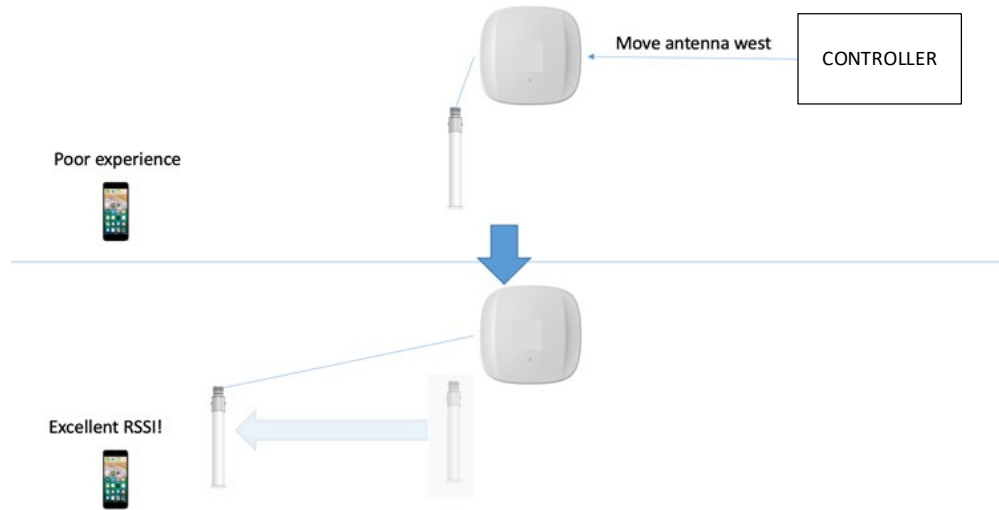 Move antenna west
CONTROLLER
Poor experience
Excellent RSSI!